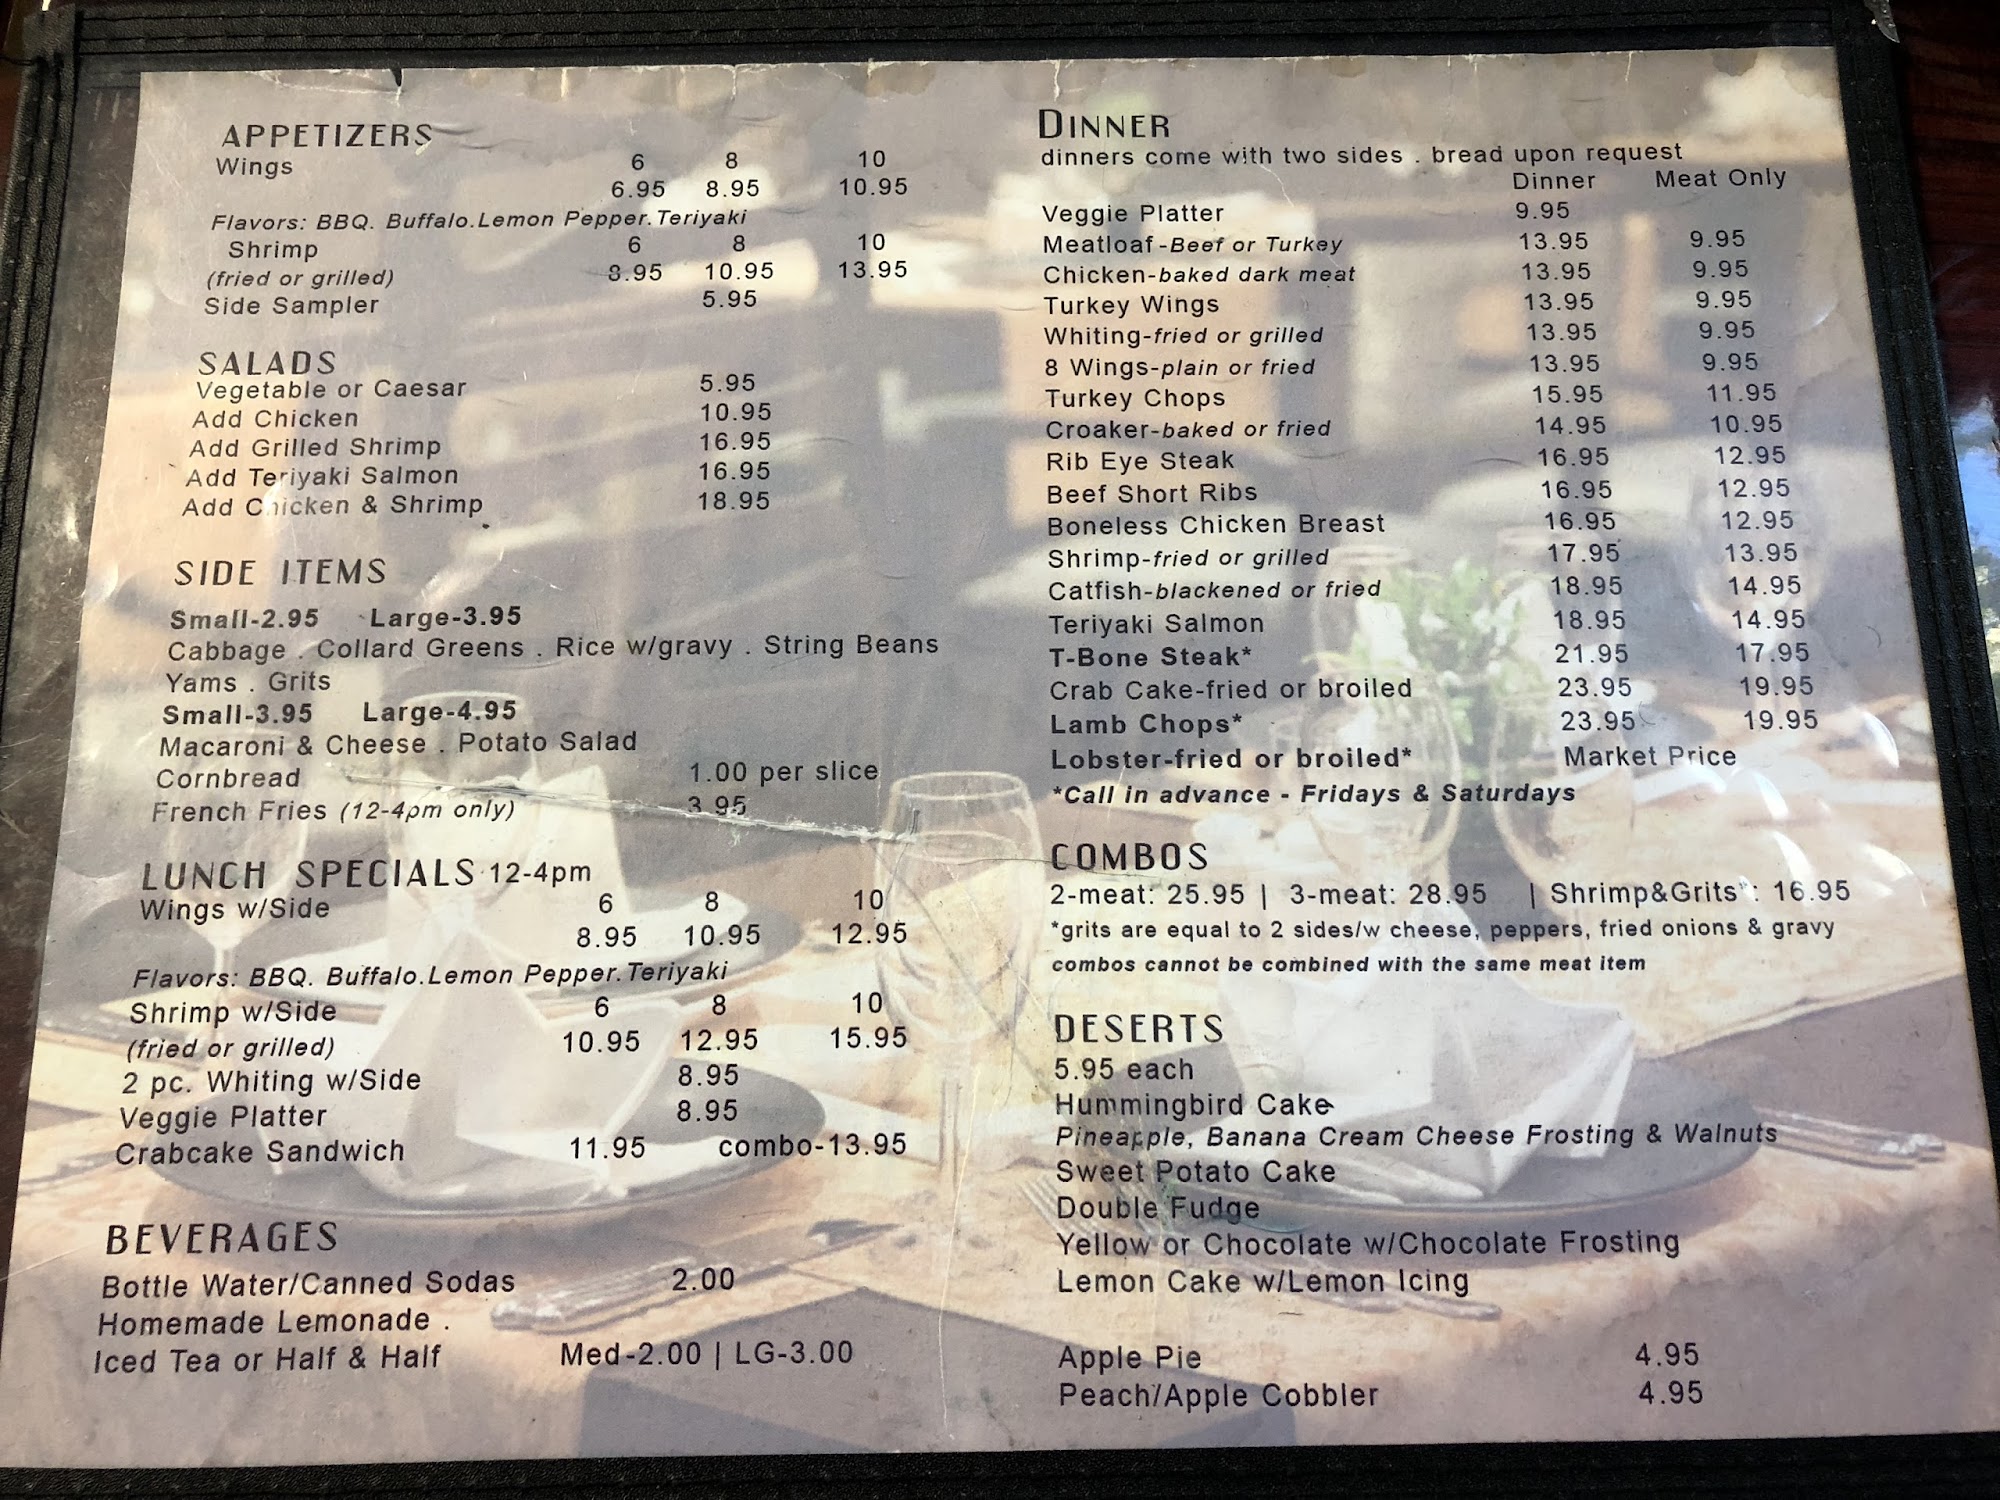 APPETIZERS
Wings 6 8 10
6.95 8.95 10.95
Flavors: BBQ. Buffalo.Lemon Pepper.Teriyaki
Shrimp 6 8 10
(fried or grilled) 8.95 10.95 13.95
Side Sampler 5.95
SALADS
Vegetable or Caesar 5.95
Add Chicken 10.95
Add Grilled Shrimp 16.95
Add Teriyaki Salmon 16.95
Add Chicken & Shrimp 18.95
SIDE ITEMS
Small-2.95 Large-3.95
Cabbage . Collard Greens . Rice w/gravy . String Beans
Yams . Grits
Small-3.95 Large-4.95
Macaroni & Cheese . Potato Salad
Cornbread 1.00 per slice
French Fries (12-4pm only) 3.95
LUNCH SPECIALS 12-4pm
Wings w/Side 6 8 10
8.95 10.95 12.95
Flavors: BBQ. Buffalo.Lemon Pepper.Teriyaki
Shrimp w/Side 6 8 10
(fried or grilled) 10.95 12.95 15.95
2 pc. Whiting w/Side 8.95
Veggie Platter 8.95
Crabcake Sandwich 11.95 combo-13.95
BEVERAGES
Bottle Water/Canned Sodas 2.00
Homemade Lemonade .
Iced Tea or Half & Half Med-2.00 | LG-3.00
DINNER
dinners come with two sides . bread upon request
Dinner Meat Only
Veggie Platter 9.95
Meatloaf-Beef or Turkey 13.95 9.95
Chicken-baked dark meat 13.95 9.95
Turkey Wings 13.95 9.95
Whiting-fried or grilled 13.95 9.95
8 Wings-plain or fried 13.95 9.95
Turkey Chops 15.95 11.95
Croaker-baked or fried 14.95 10.95
Rib Eye Steak 16.95 12.95
Beef Short Ribs 16.95 12.95
Boneless Chicken Breast 16.95 12.95
Shrimp-fried or grilled 17.95 13.95
Catfish-blackened or fried 18.95 14.95
Teriyaki Salmon 18.95 14.95
T-Bone Steak* 21.95 17.95
Crab Cake-fried or broiled 23.95 19.95
Lamb Chops* 23.95 19.95
Lobster-fried or broiled* Market Price
*Call in advance - Fridays & Saturdays
COMBOS
2-meat: 25.95 | 3-meat: 28.95 | Shrimp&Grits*: 16.95
*grits are equal to 2 sides/w cheese, peppers, fried onions & gravy
combos cannot be combined with the same meat item
DESERTS
5.95 each
Hummingbird Cake
Pineapple, Banana Cream Cheese Frosting & Walnuts
Sweet Potato Cake
Double Fudge
Yellow or Chocolate w/Chocolate Frosting
Lemon Cake w/Lemon Icing
Apple Pie 4.95
Peach/Apple Cobbler 4.95